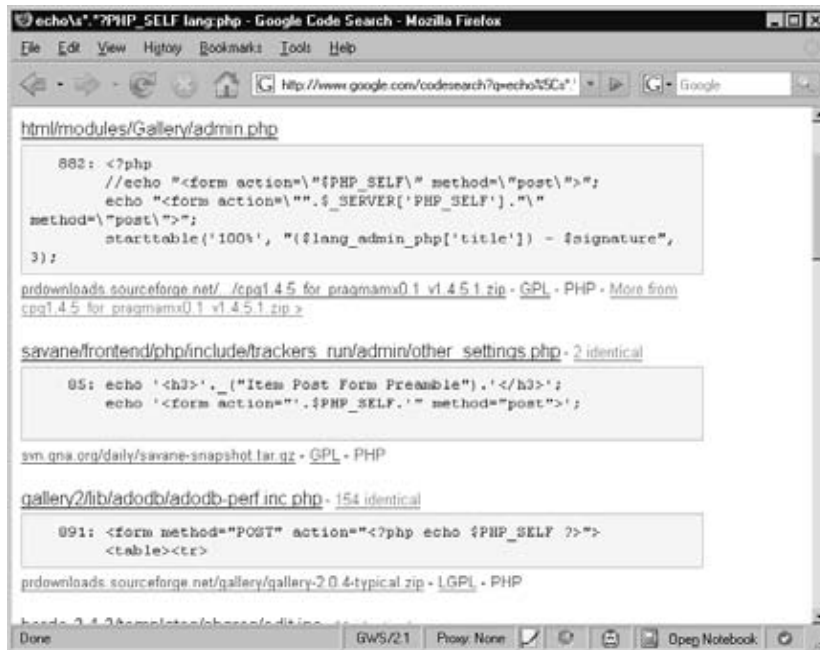 echo\s*.*?PHP_SELF lang:php - Google Code Search - Mozilla Firefox
File Edit View History Bookmarks Tools Help
http://www.google.com/codesearch?q=echo%5Cs*.* G Google
html/modules/Gallery/admin.php
882: <?php
//echo "<form action=\"$PHP_SELF\" method=\"post\">";
echo "<form action=\"".$_SERVER['PHP_SELF']."\"
method=\"post\">";
starttable('100%', "($lang_admin_php['title']) - $signature",
3);
prdownloads.sourceforge.net/.../cpg1.4.5_for_pragmamx0.1_v1.4.5.1.zip - GPL - PHP - More from
cpg1.4.5_for_pragmamx0.1_v1.4.5.1.zip »
savane/frontend/php/include/trackers_run/admin/other_settings.php - 2 identical
85: echo '<h3>'._("Item Post Form Preamble").'</h3>';
echo '<form action="'.$PHP_SELF.'" method="post">';
svn.gna.org/daily/savane-snapshot.tar.gz - GPL - PHP
gallery2/lib/adodb/adodb-perf.inc.php - 154 identical
891: <form method="POST" action="<?php echo $PHP_SELF ?>">
<table><tr>
prdownloads.sourceforge.net/gallery/gallery-2.0.4-typical.zip - LGPL - PHP
Done GWS/2.1 Proxy: None Open Notebook